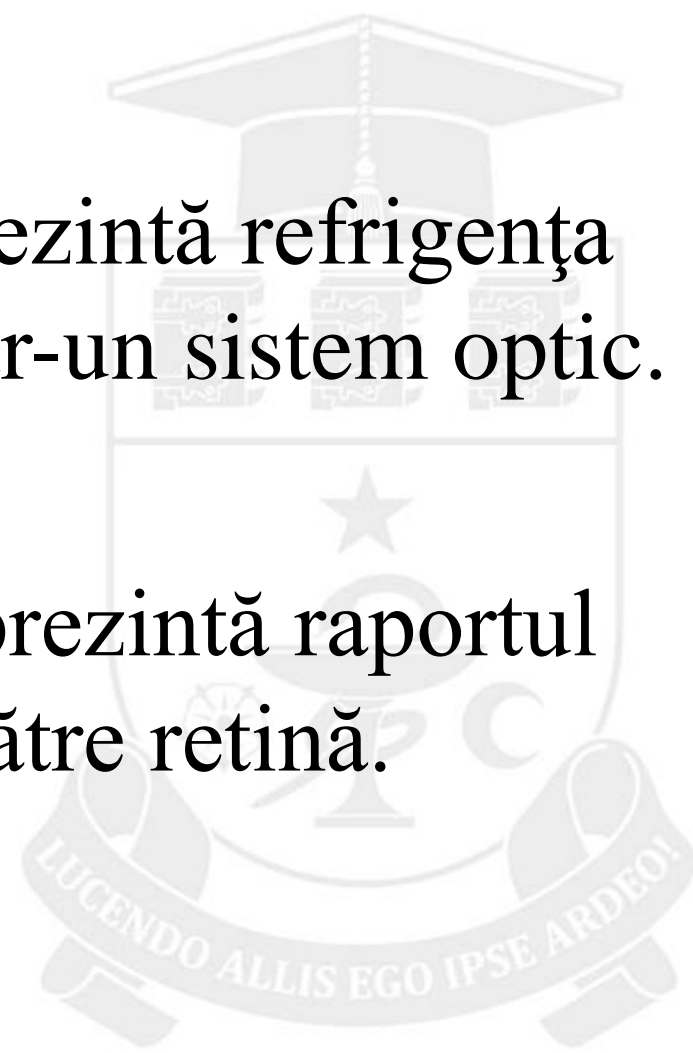 ezintă refrigenţa
r-un sistem optic.
prezintă raportul
ătre retină.
LUCENDO ALLIS EGO IPSE ARDEO!